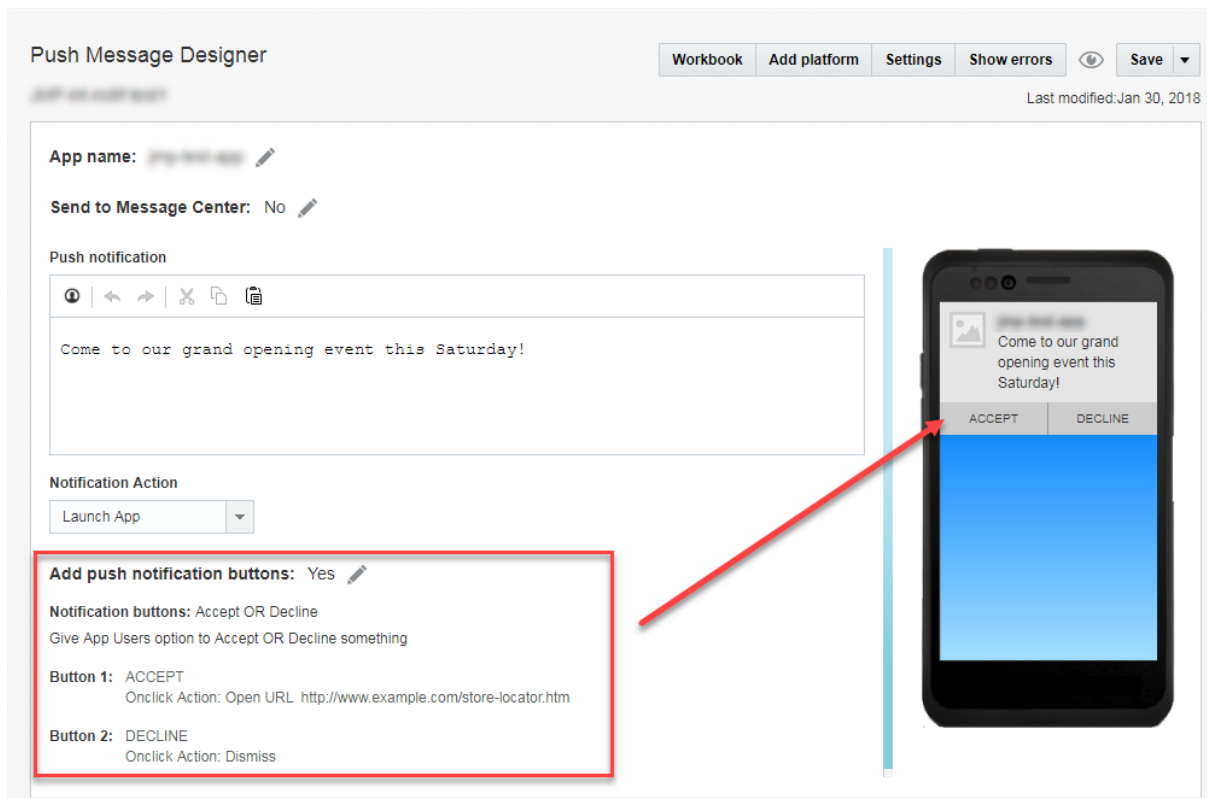 Push Message Designer
Workbook Add platform Settings Show errors Save
Last modified:Jan 30, 2018
App name:
Send to Message Center: No
Push notification
Come to our grand opening event this Saturday!
Come to our grand
opening event this
Saturday!
ACCEPT DECLINE
Notification Action
Launch App
Add push notification buttons: Yes
Notification buttons: Accept OR Decline
Give App Users option to Accept OR Decline something
Button 1: ACCEPT
Onclick Action: Open URL http://www.example.com/store-locator.htm
Button 2: DECLINE
Onclick Action: Dismiss